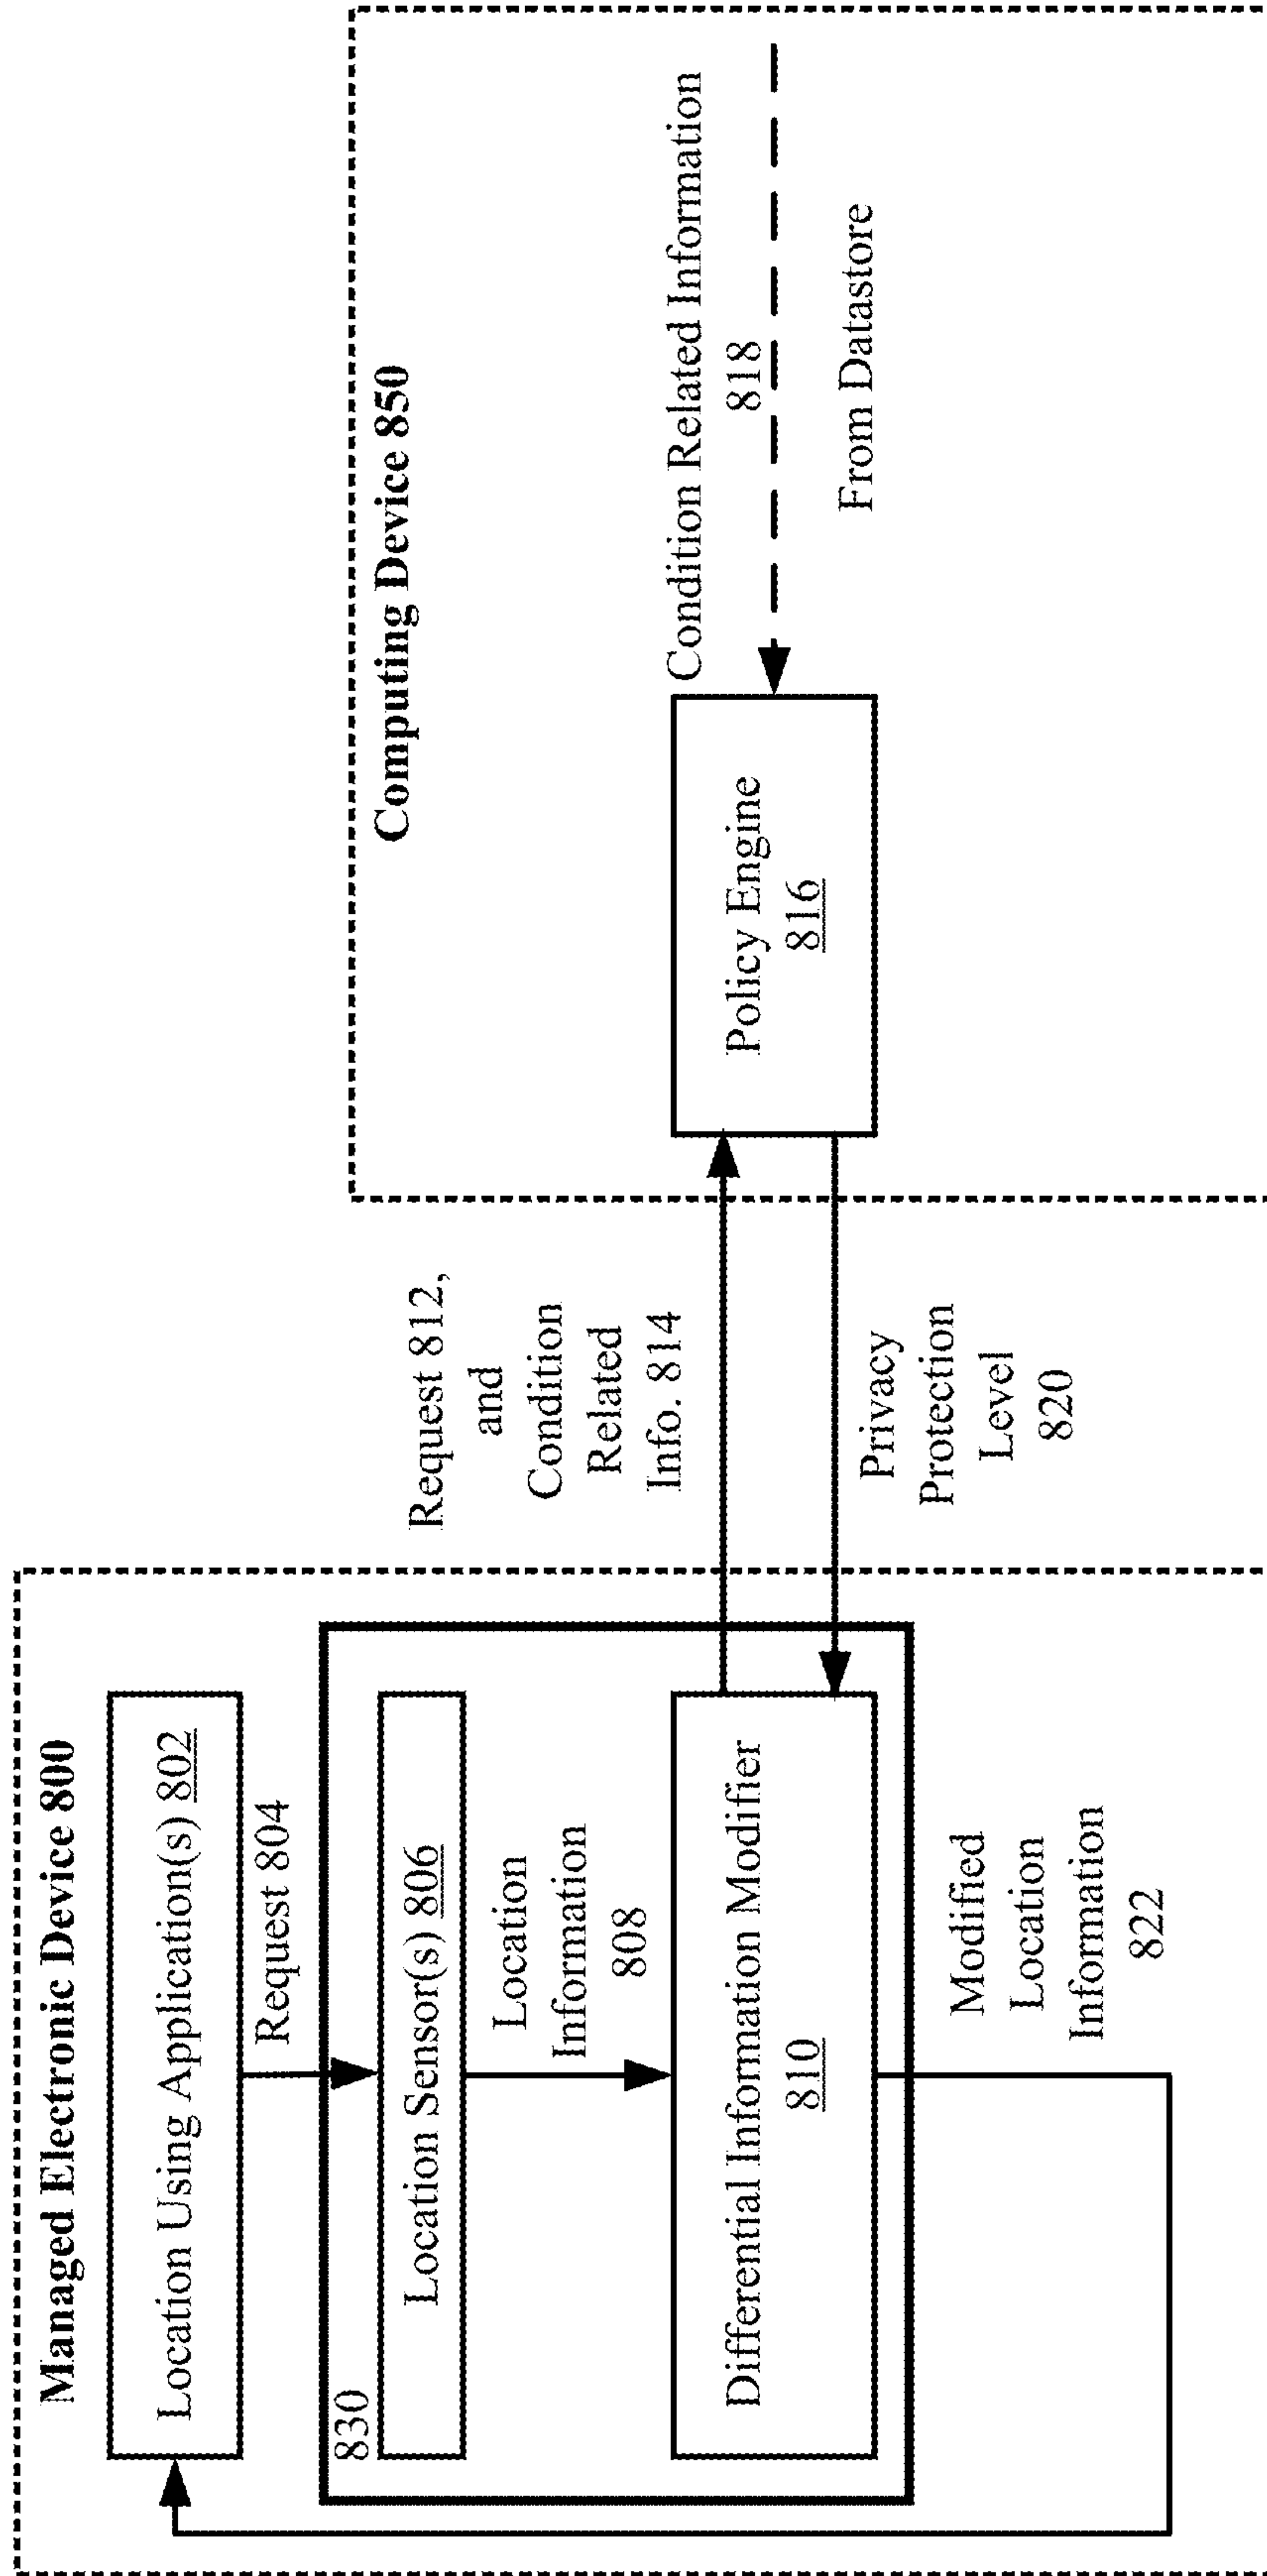 Managed Electronic Device 800
Location Using Application(s) 802
Request 804
830
Location Sensor(s) 806
Location
Information
808
Differential Information Modifier
810
Modified
Location
Information
822
Request 812,
and
Condition
Related
Info. 814
Privacy
Protection
Level
820
Computing Device 850
Policy Engine
816
Condition Related Information
818
From Datastore